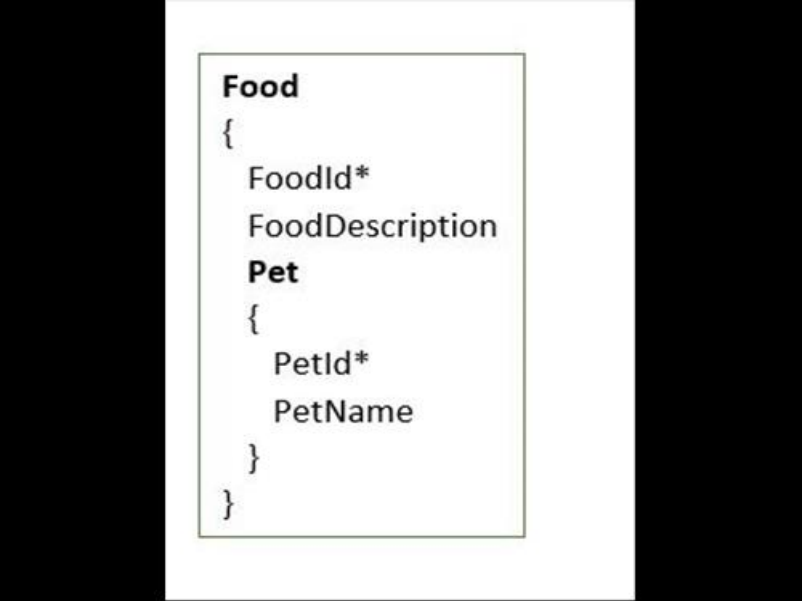 Food
{
FoodId*
FoodDescription
Pet
{
PetId*
PetName
}
}